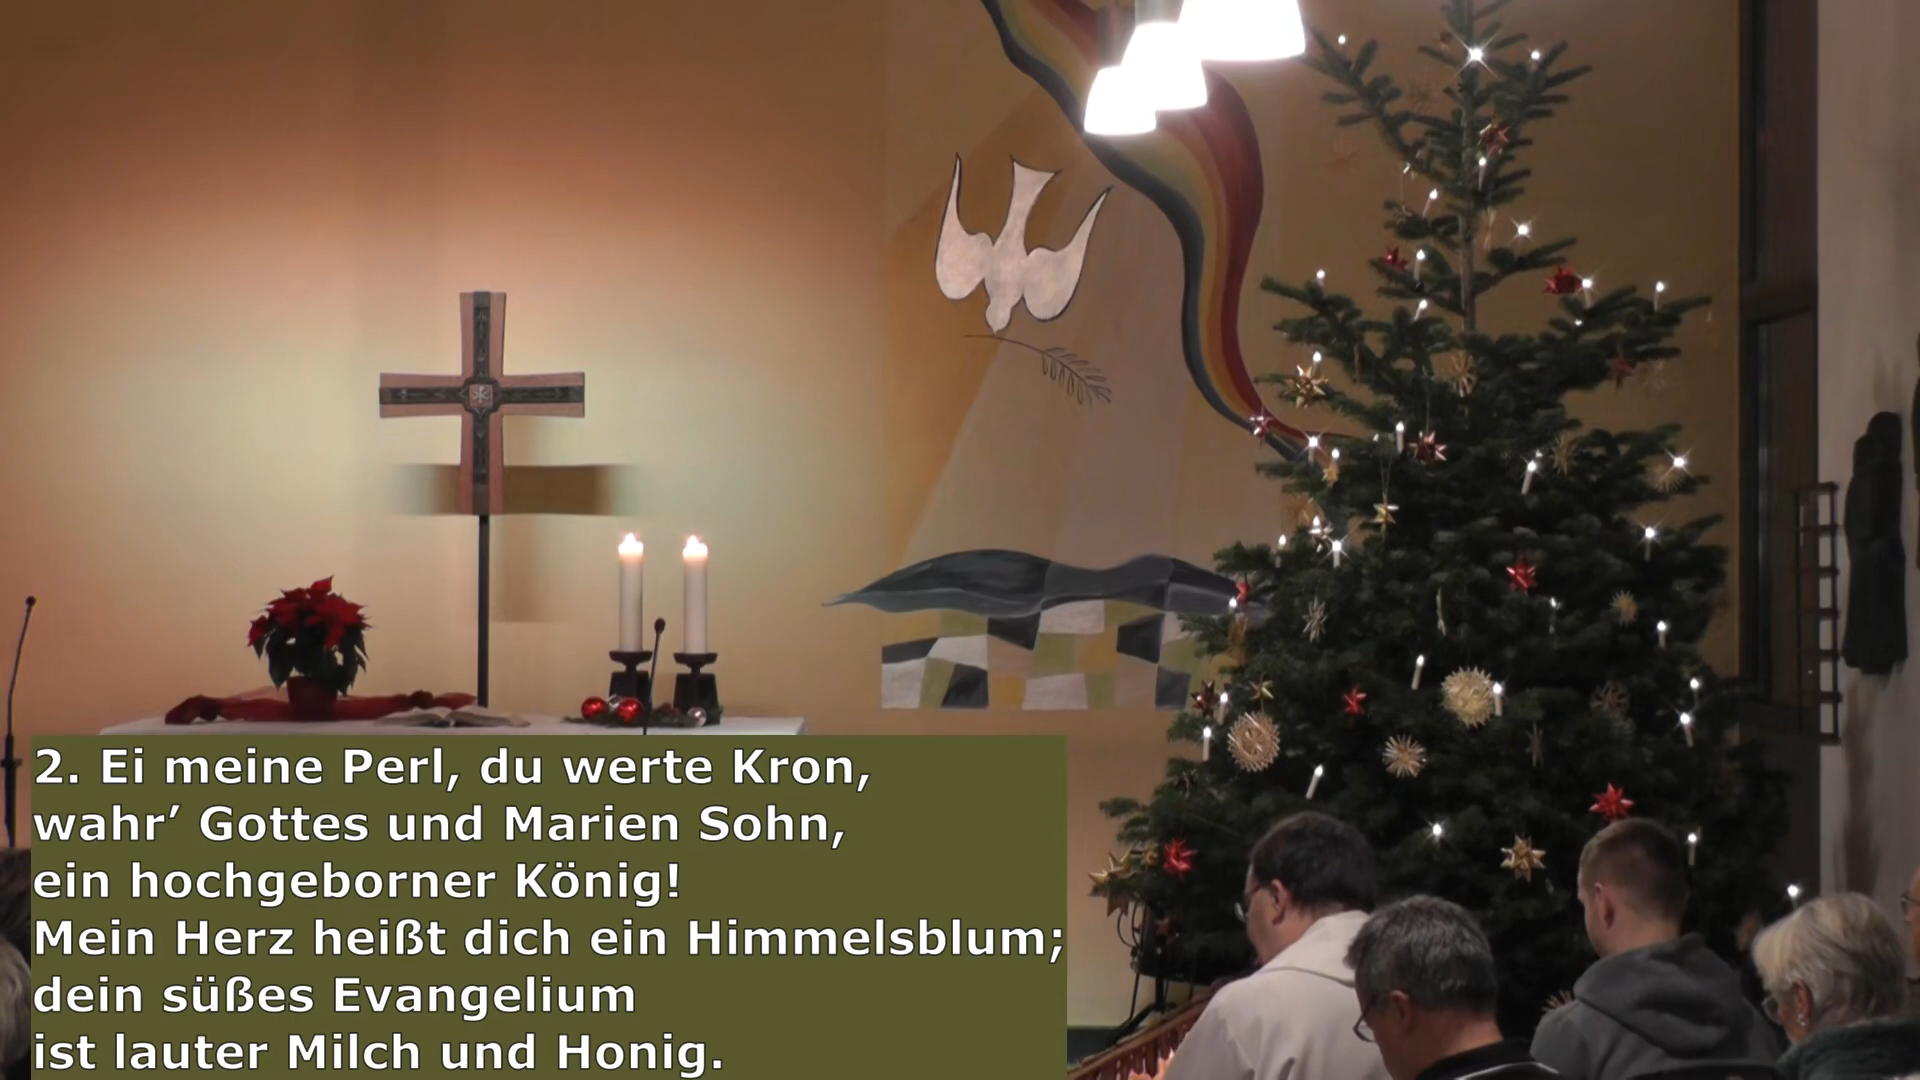 2. Ei meine Perl, du werte Kron,
wahr’ Gottes und Marien Sohn,
ein hochgeborner König!
Mein Herz heißt dich ein Himmelsblum;
dein süßes Evangelium
ist lauter Milch und Honig.